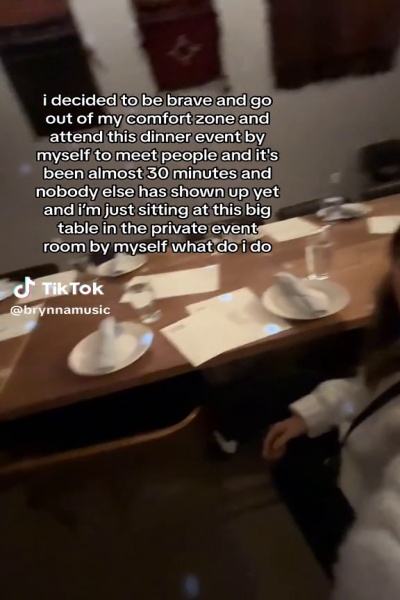 i decided to be brave and go
out of my comfort zone and
attend this dinner event by
myself to meet people and it's
been almost 30 minutes and
nobody else has shown up yet
and i'm just sitting at this big
table in the private event
room by myself what do i do
TikTok
@brynnamusic